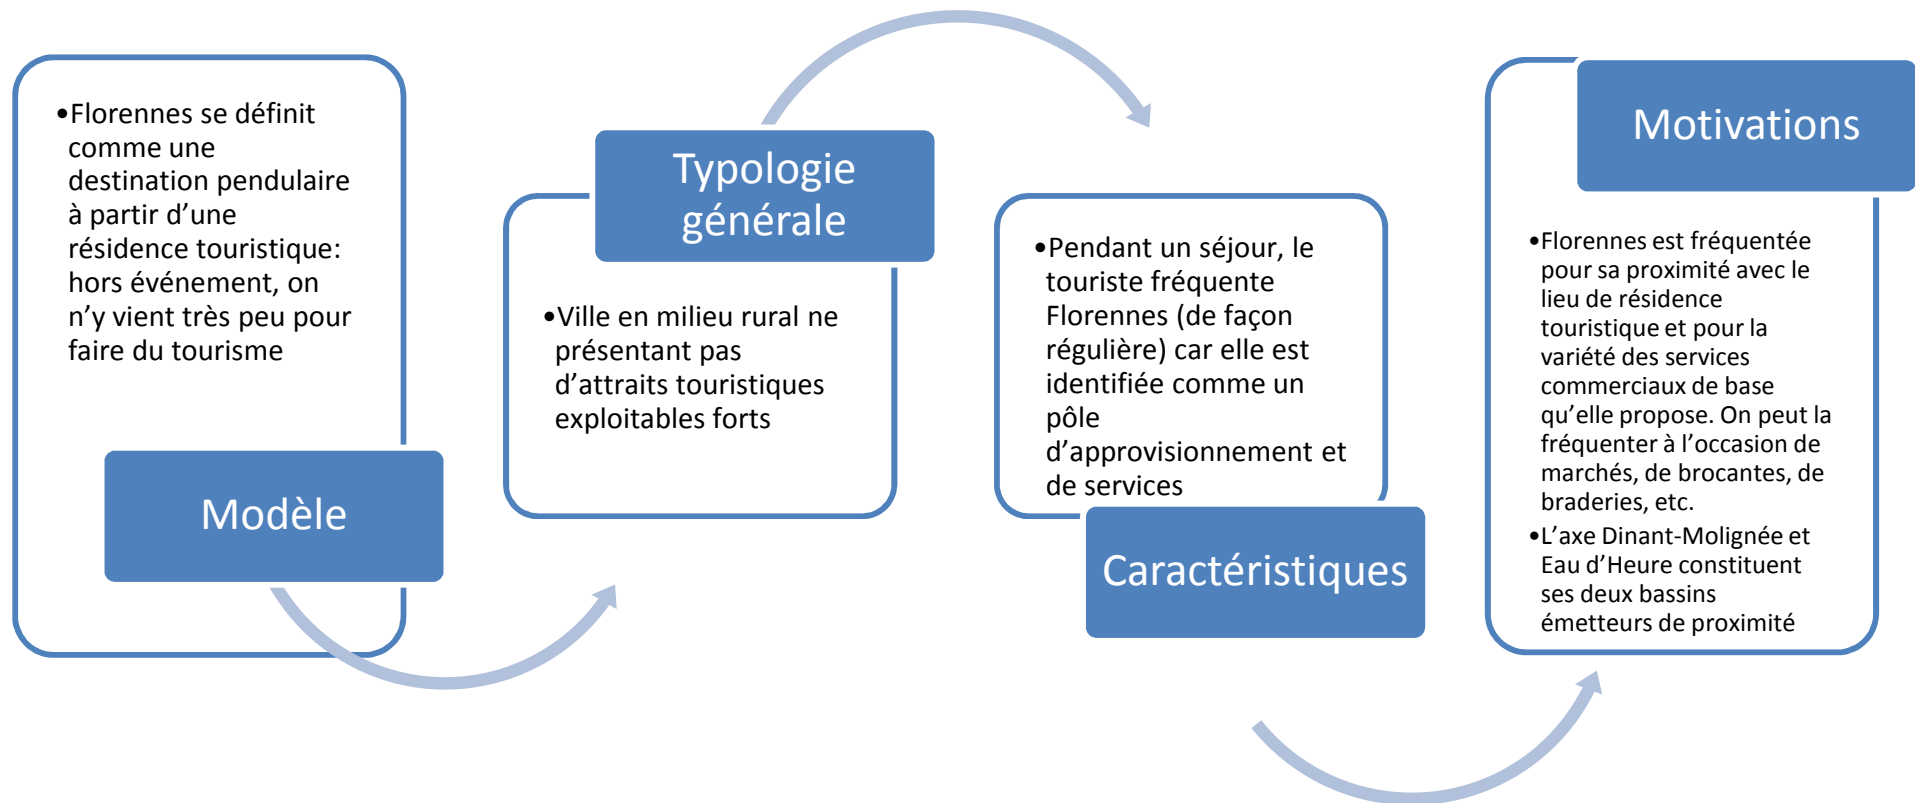 •Florennes se définit
comme une
destination pendulaire
à partir d’une
résidence touristique:
hors événement, on
n’y vient très peu pour
faire du tourisme
Modèle
Typologie
générale
•Ville en milieu rural ne
présentant pas
d’attraits touristiques
exploitables forts
•Pendant un séjour, le
touriste fréquente
Florennes (de façon
régulière) car elle est
identifiée comme un
pôle
d’approvisionnement et
de services
Caractéristiques
Motivations
•Florennes est fréquentée
pour sa proximité avec le
lieu de résidence
touristique et pour la
variété des services
commerciaux de base
qu’elle propose. On peut la
fréquenter à l’occasion de
marchés, de brocantes, de
braderies, etc.
•L’axe Dinant-Molignée et
Eau d’Heure constituent
ses deux bassins
émetteurs de proximité